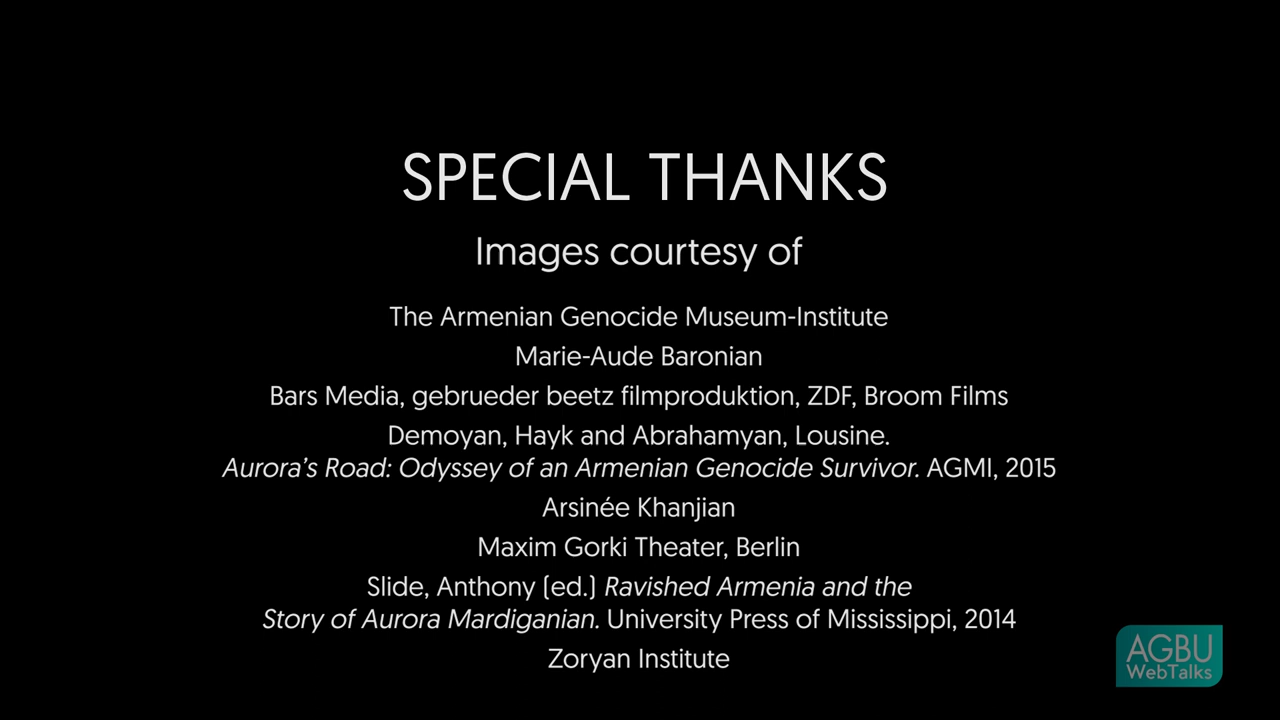 SPECIAL THANKS
Images courtesy of
The Armenian Genocide Museum-Institute
Marie-Aude Baronian
Bars Media, gebrueder beetz filmproduktion, ZDF, Broom Films
Demoyan, Hayk and Abrahamyan, Lousine.
Aurora’s Road: Odyssey of an Armenian Genocide Survivor. AGMI, 2015
Arsinée Khanjian
Maxim Gorki Theater, Berlin
Slide, Anthony (ed.) Ravished Armenia and the
Story of Aurora Mardiganian. University Press of Mississippi, 2014
Zoryan Institute
AGBU
WebTalks